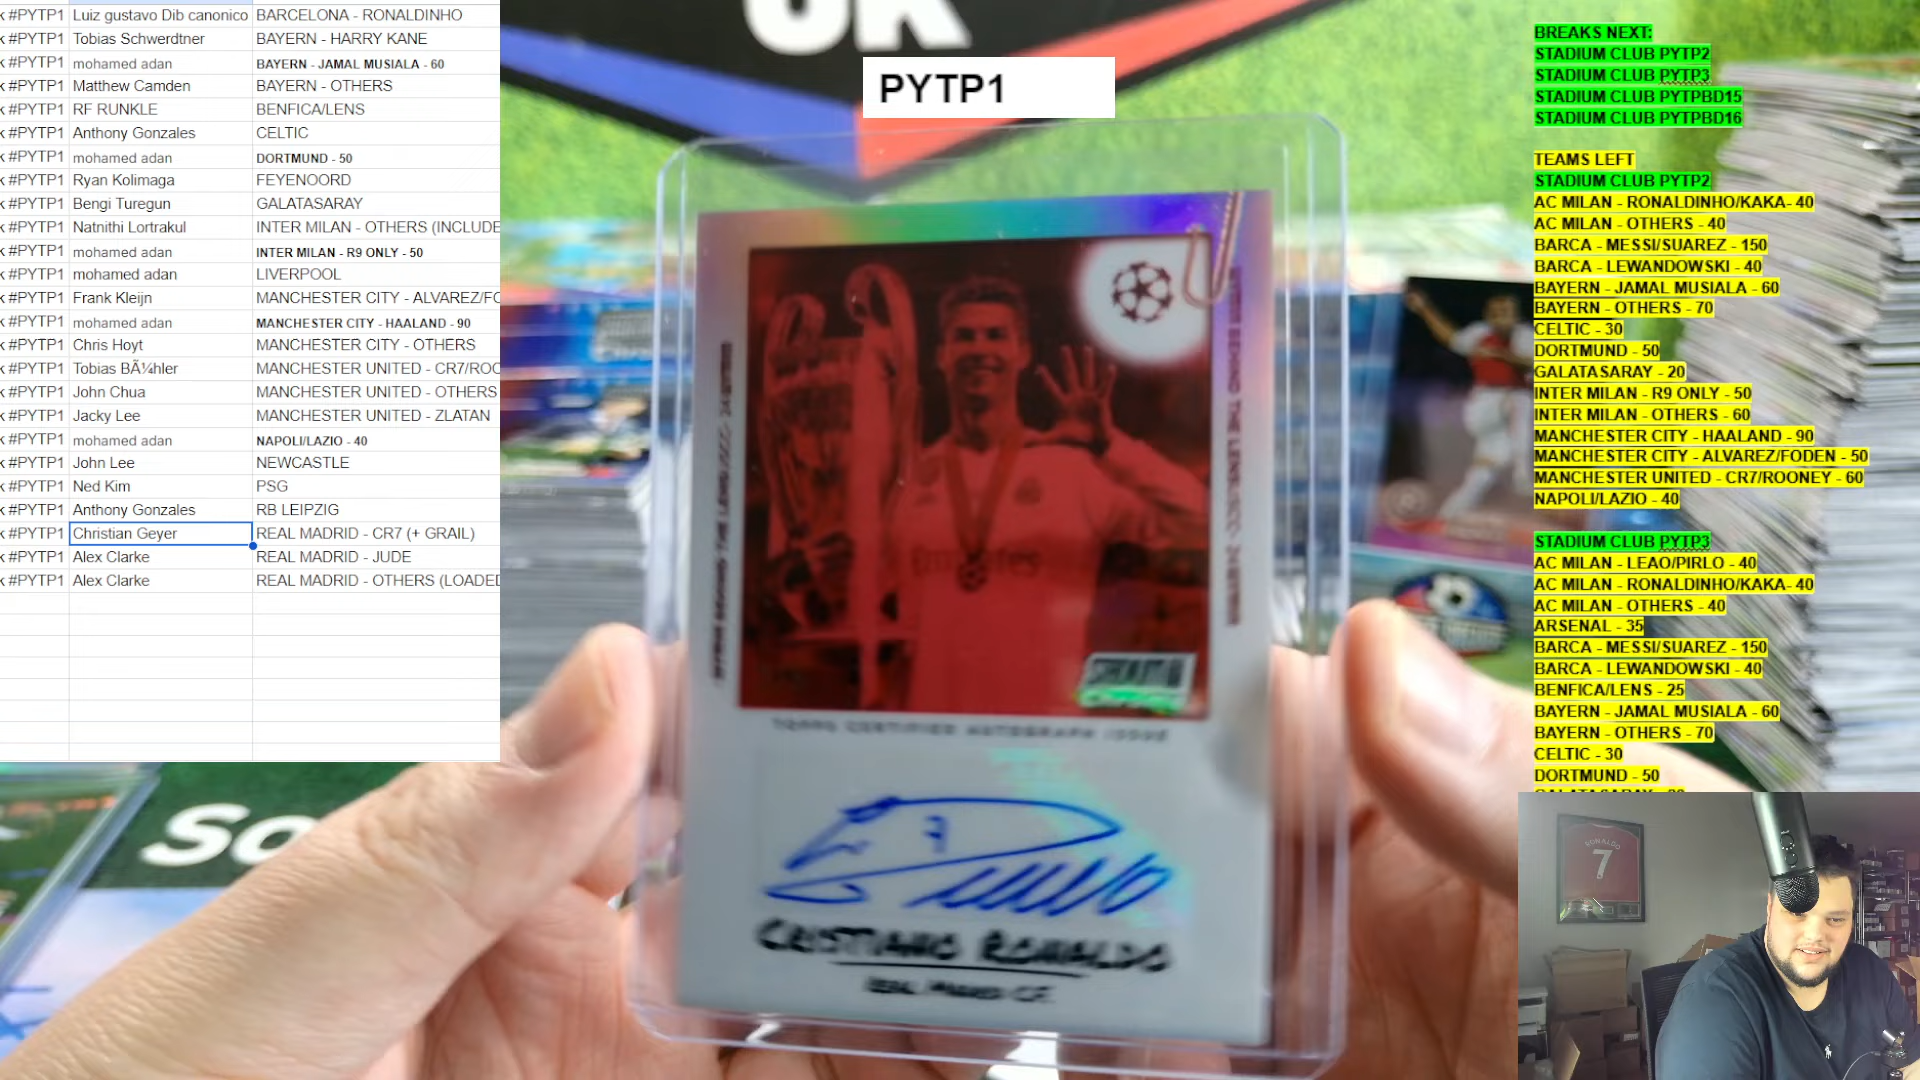 k #PYTP1 Luiz gustavo Dib canonico BARCELONA - RONALDINHO
k #PYTP1 Tobias Schwerdtner BAYERN - HARRY KANE
k #PYTP1 mohamed adan BAYERN - JAMAL MUSIALA - 60
k #PYTP1 Matthew Camden BAYERN - OTHERS
k #PYTP1 RF RUNKLE BENFICA/LENS
k #PYTP1 Anthony Gonzales CELTIC
k #PYTP1 mohamed adan DORTMUND - 50
k #PYTP1 Ryan Kolimaga FEYENOORD
k #PYTP1 Bengi Turegun GALATASARAY
k #PYTP1 Natnithi Lortrakul INTER MILAN - OTHERS (INCLUDE
k #PYTP1 mohamed adan INTER MILAN - R9 ONLY - 50
k #PYTP1 mohamed adan LIVERPOOL
k #PYTP1 Frank Kleijn MANCHESTER CITY - ALVAREZ/FO
k #PYTP1 mohamed adan MANCHESTER CITY - HAALAND - 90
k #PYTP1 Chris Hoyt MANCHESTER CITY - OTHERS
k #PYTP1 Tobias BÃ¼hler MANCHESTER UNITED - CR7/ROO
k #PYTP1 John Chua MANCHESTER UNITED - OTHERS
k #PYTP1 Jacky Lee MANCHESTER UNITED - ZLATAN
k #PYTP1 mohamed adan NAPOLI/LAZIO - 40
k #PYTP1 John Lee NEWCASTLE
k #PYTP1 Ned Kim PSG
k #PYTP1 Anthony Gonzales RB LEIPZIG
k #PYTP1 Christian Geyer REAL MADRID - CR7 (+ GRAIL)
k #PYTP1 Alex Clarke REAL MADRID - JUDE
k #PYTP1 Alex Clarke REAL MADRID - OTHERS (LOADED
UK
PYTP1
STADIUM
CLUB
TOPPS CERTIFIED AUTOGRAPH ISSUE
CRISTIANO RONALDO
REAL MADRID C.F.
SO
BREAKS NEXT:
STADIUM CLUB PYTP2
STADIUM CLUB PYTP3
STADIUM CLUB PYTPBD15
STADIUM CLUB PYTPBD16
TEAMS LEFT
STADIUM CLUB PYTP2
AC MILAN - RONALDINHO/KAKA- 40
AC MILAN - OTHERS - 40
BARCA - MESSI/SUAREZ - 150
BARCA - LEWANDOWSKI - 40
BAYERN - JAMAL MUSIALA - 60
BAYERN - OTHERS - 70
CELTIC - 30
DORTMUND - 50
GALATASARAY - 20
INTER MILAN - R9 ONLY - 50
INTER MILAN - OTHERS - 60
MANCHESTER CITY - HAALAND - 90
MANCHESTER CITY - ALVAREZ/FODEN - 50
MANCHESTER UNITED - CR7/ROONEY - 60
NAPOLI/LAZIO - 40
STADIUM CLUB PYTP3
AC MILAN - LEAO/PIRLO - 40
AC MILAN - RONALDINHO/KAKA- 40
AC MILAN - OTHERS - 40
ARSENAL - 35
BARCA - MESSI/SUAREZ - 150
BARCA - LEWANDOWSKI - 40
BENFICA/LENS - 25
BAYERN - JAMAL MUSIALA - 60
BAYERN - OTHERS - 70
CELTIC - 30
DORTMUND - 50
RONALDO
7